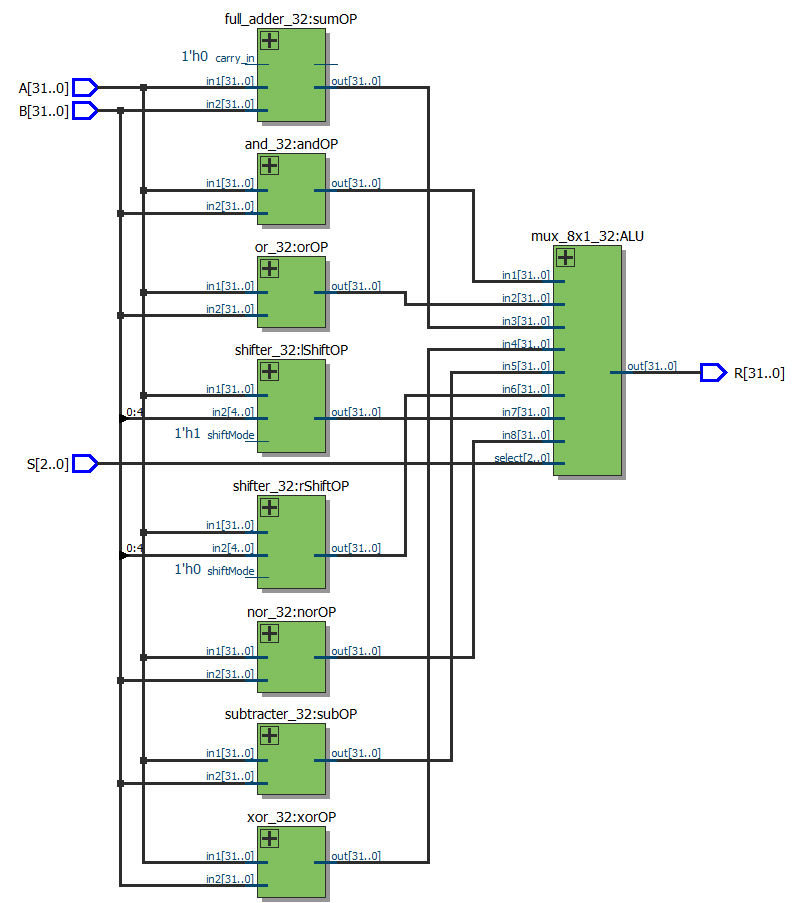 full_adder_32:sumOP
1'h0 carry_in
A[31..0]
in1[31..0]
out[31..0]
B[31..0]
in2[31..0]
and_32:andOP
in1[31..0]
out[31..0]
in2[31..0]
or_32:orOP
in1[31..0]
out[31..0]
in2[31..0]
shifter_32:lShiftOP
in1[31..0]
0:4
in2[4..0]
out[31..0]
1'h1 shiftMode
S[2..0]
shifter_32:rShiftOP
in1[31..0]
0:4
in2[4..0]
out[31..0]
1'h0 shiftMode
nor_32:norOP
in1[31..0]
out[31..0]
in2[31..0]
subtracter_32:subOP
in1[31..0]
out[31..0]
in2[31..0]
xor_32:xorOP
in1[31..0]
out[31..0]
in2[31..0]
mux_8x1_32:ALU
in1[31..0]
in2[31..0]
in3[31..0]
in4[31..0]
in5[31..0]
out[31..0]
R[31..0]
in6[31..0]
in7[31..0]
in8[31..0]
select[2..0]